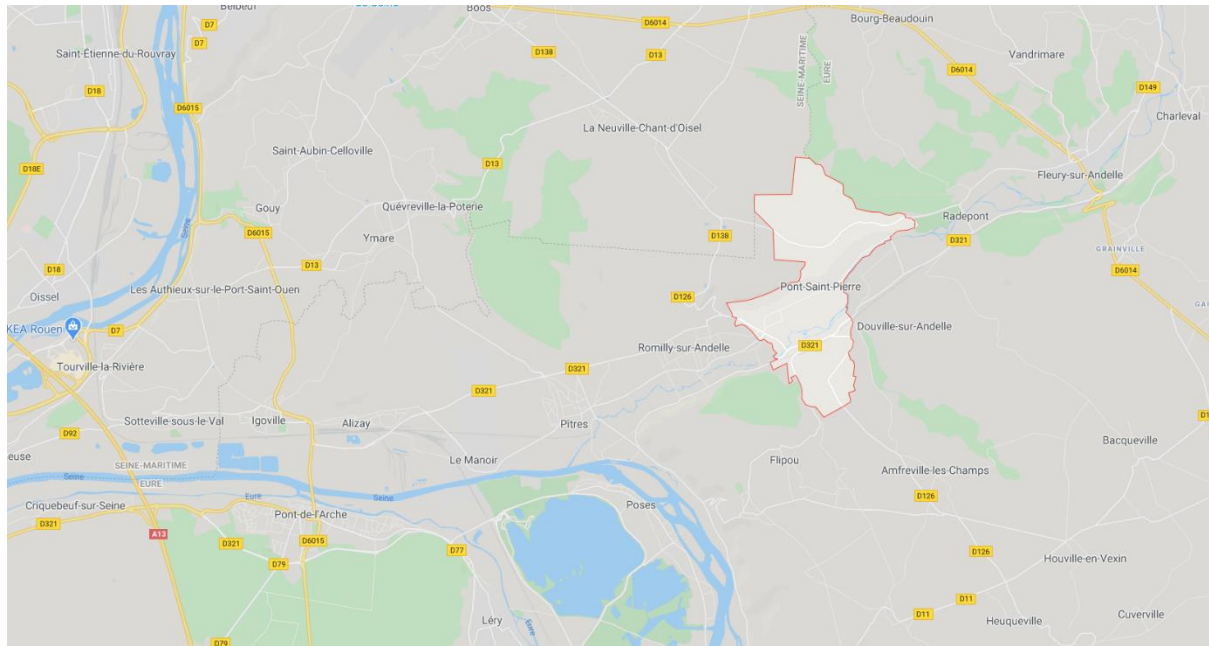 Belbeuf
Boos
D6014
Bourg-Beaudouin
D7
D7
Saint-Étienne-du-Rouvray
D138
D13
SEINE-MARITIME
EURE
Vandrimare
D6014
D18
D149
D6015
Charleval
La Neuville-Chant-d'Oisel
Saint-Aubin-Celloville
D18E
D13
Fleury-sur-Andelle
Gouy
Quévreville-la-Poterie
Radepont
Seine
D6015
Ymare
D138
D321
GRAINVILLE
D18
D13
D6014
Oissel
Les Authieux-sur-le-Port-Saint-Ouen
D126
Pont-Saint-Pierre
KEA Rouen
D7
Douville-sur-Andelle
Romilly-sur-Andelle
D321
Tourville-la-Rivière
D321
D321
Sotteville-sous-le-Val
Igoville
Alizay
Pitres
D92
Bacqueville
euse
SEINE-MARITIME
Le Manoir
Flipou
Amfreville-les-Champs
Seine
EURE
Eure
Seine
D126
Criquebeuf-sur-Seine
Pont-de-l'Arche
Poses
D321
A13
D321
D6015
D77
D126
D79
Houville-en-Vexin
D11
D11
Léry
Eure
Heuqueville
Cuverville
D79